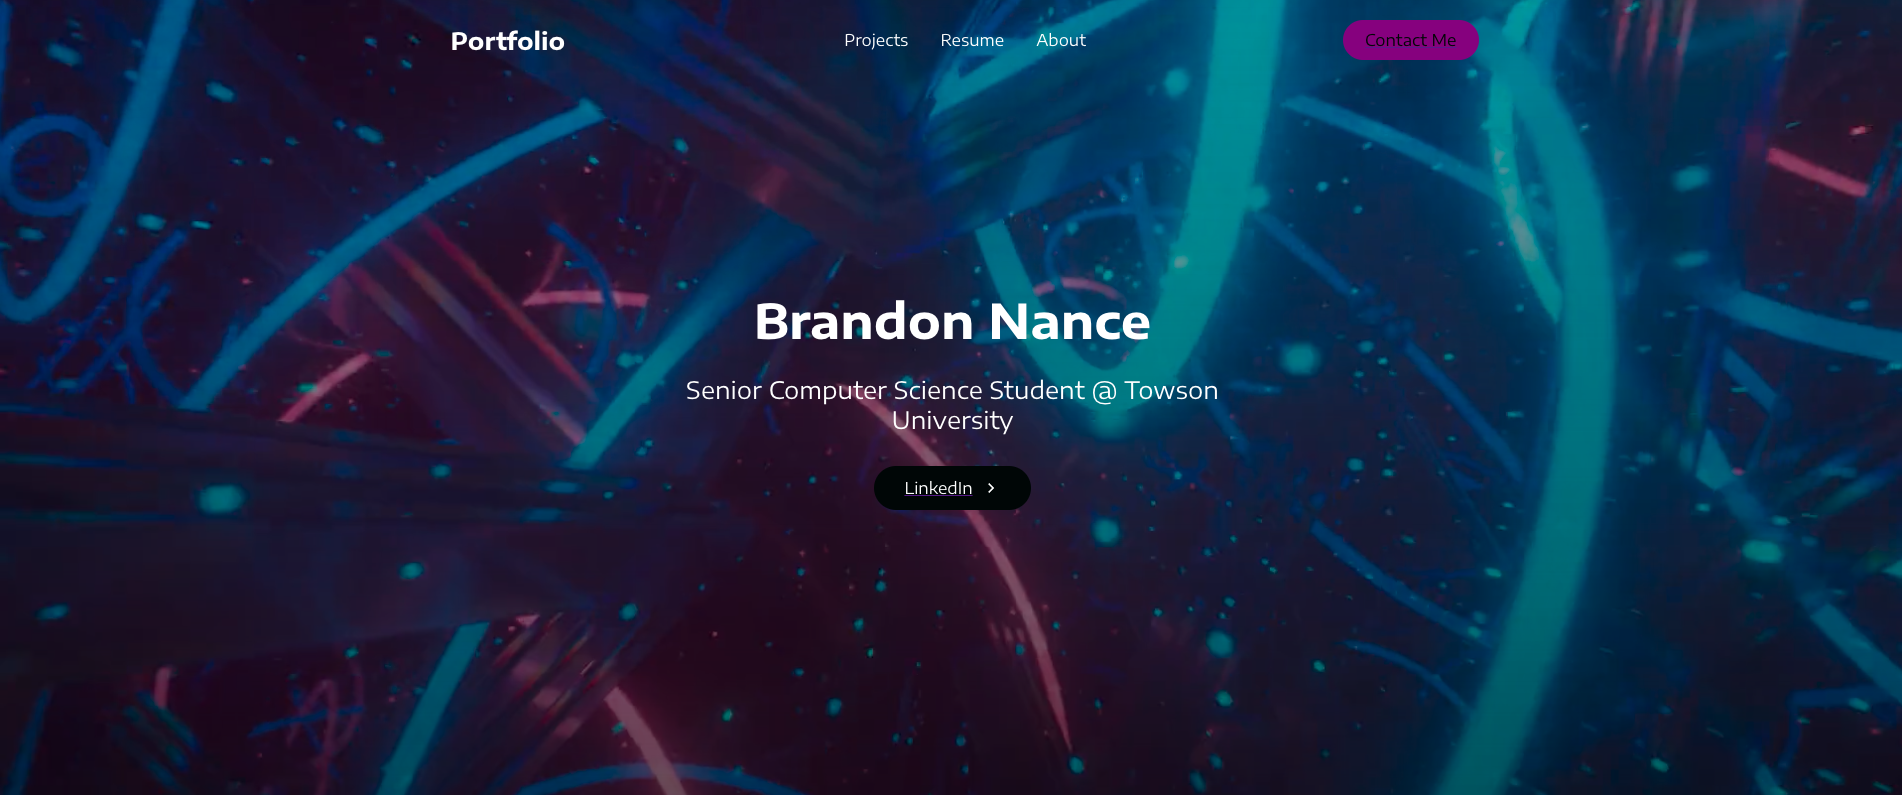 Portfolio
Projects
Resume
About
Contact Me
Brandon Nance
Senior Computer Science Student @ Towson
University
LinkedIn